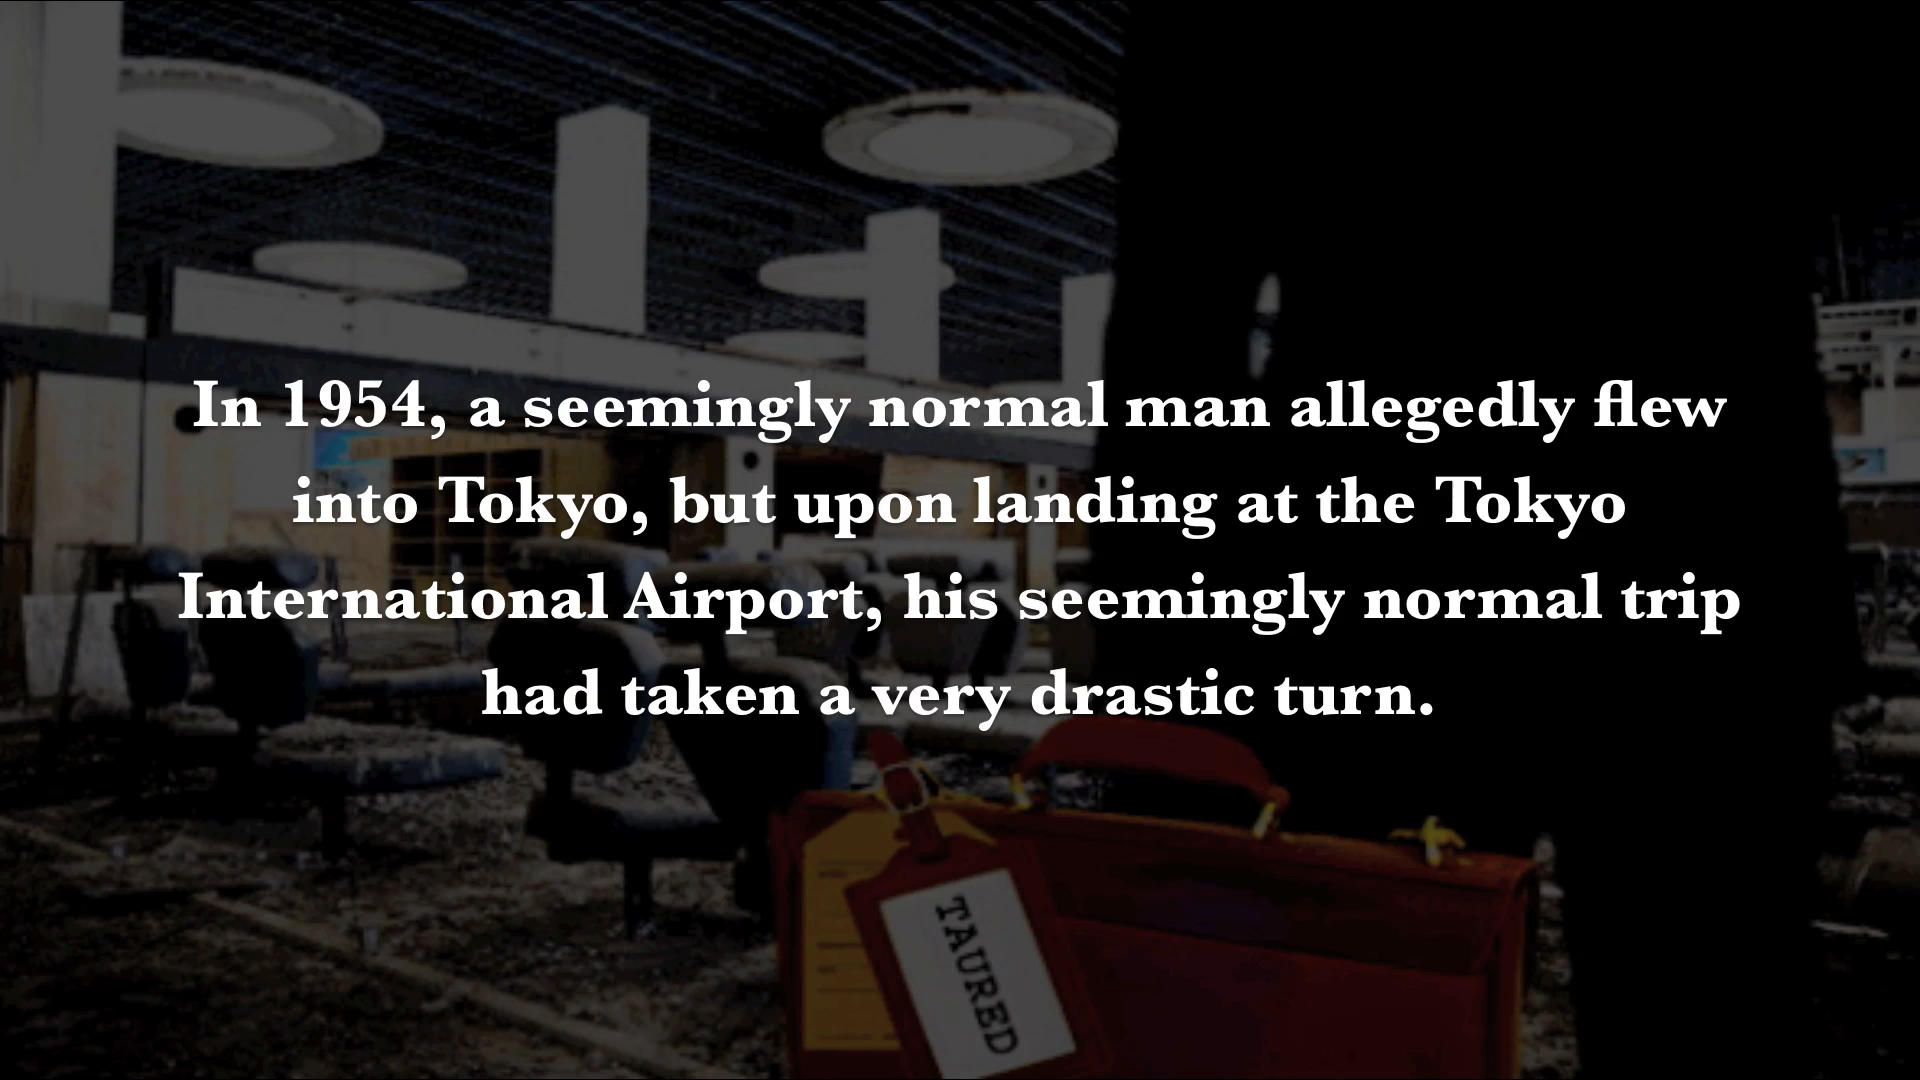 In 1954, a seemingly normal man allegedly flew
into Tokyo, but upon landing at the Tokyo
International Airport, his seemingly normal trip
had taken a very drastic turn.
TAURED